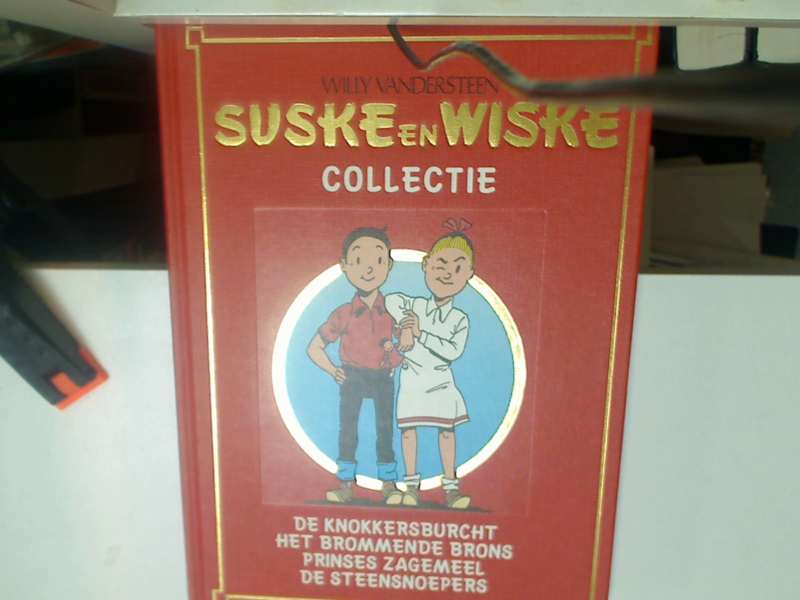 WILLY VANDERSTEEN
SUSKE EN WISKE
COLLECTIE
DE KNOKKERSBURCHT
HET BROMMENDE BRONS
PRINSES ZAGEMEEL
DE STEENSNOEPERS